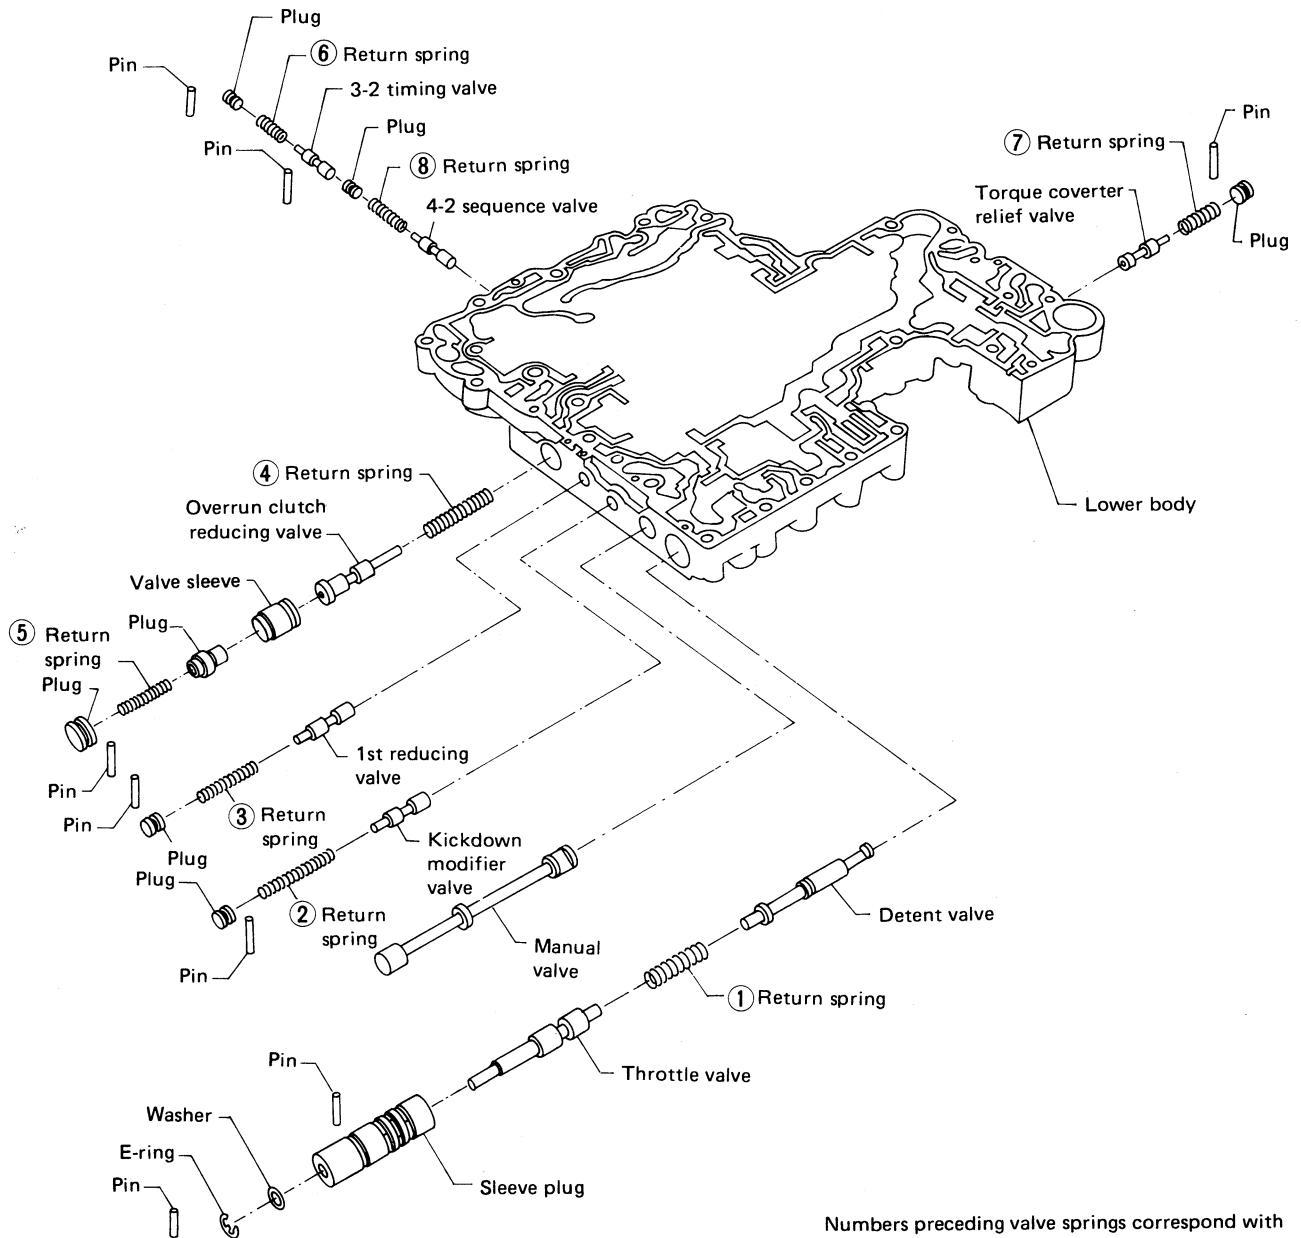 Plug
⑥ Return spring
Pin
3-2 timing valve
Plug
Pin
⑧ Return spring
4-2 sequence valve
Pin
⑦ Return spring
Torque coverter
relief valve
Plug
④ Return spring
Overrun clutch
reducing valve
Lower body
Valve sleeve
Plug
⑤ Return
spring
Plug
1st reducing
valve
Pin
Pin
③ Return
spring
Plug
Kickdown
modifier
valve
Plug
② Return
spring
Detent valve
Manual
valve
Pin
① Return spring
Pin
Throttle valve
Washer
E-ring
Pin
Sleeve plug
Numbers preceding valve springs correspond with